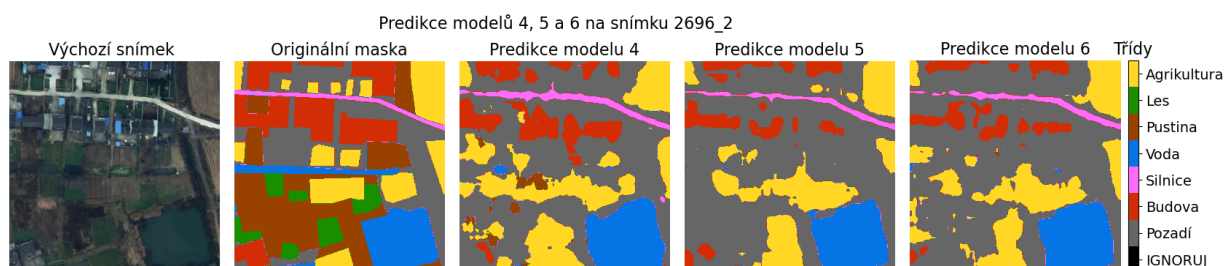 Predikce modelů 4, 5 a 6 na snímku 2696_2
Výchozí snímek
Originální maska
Predikce modelu 4
Predikce modelu 5
Predikce modelu 6
Třídy
Agrikultura
Les
Pustina
Voda
Silnice
Budova
Pozadí
IGNORUJ